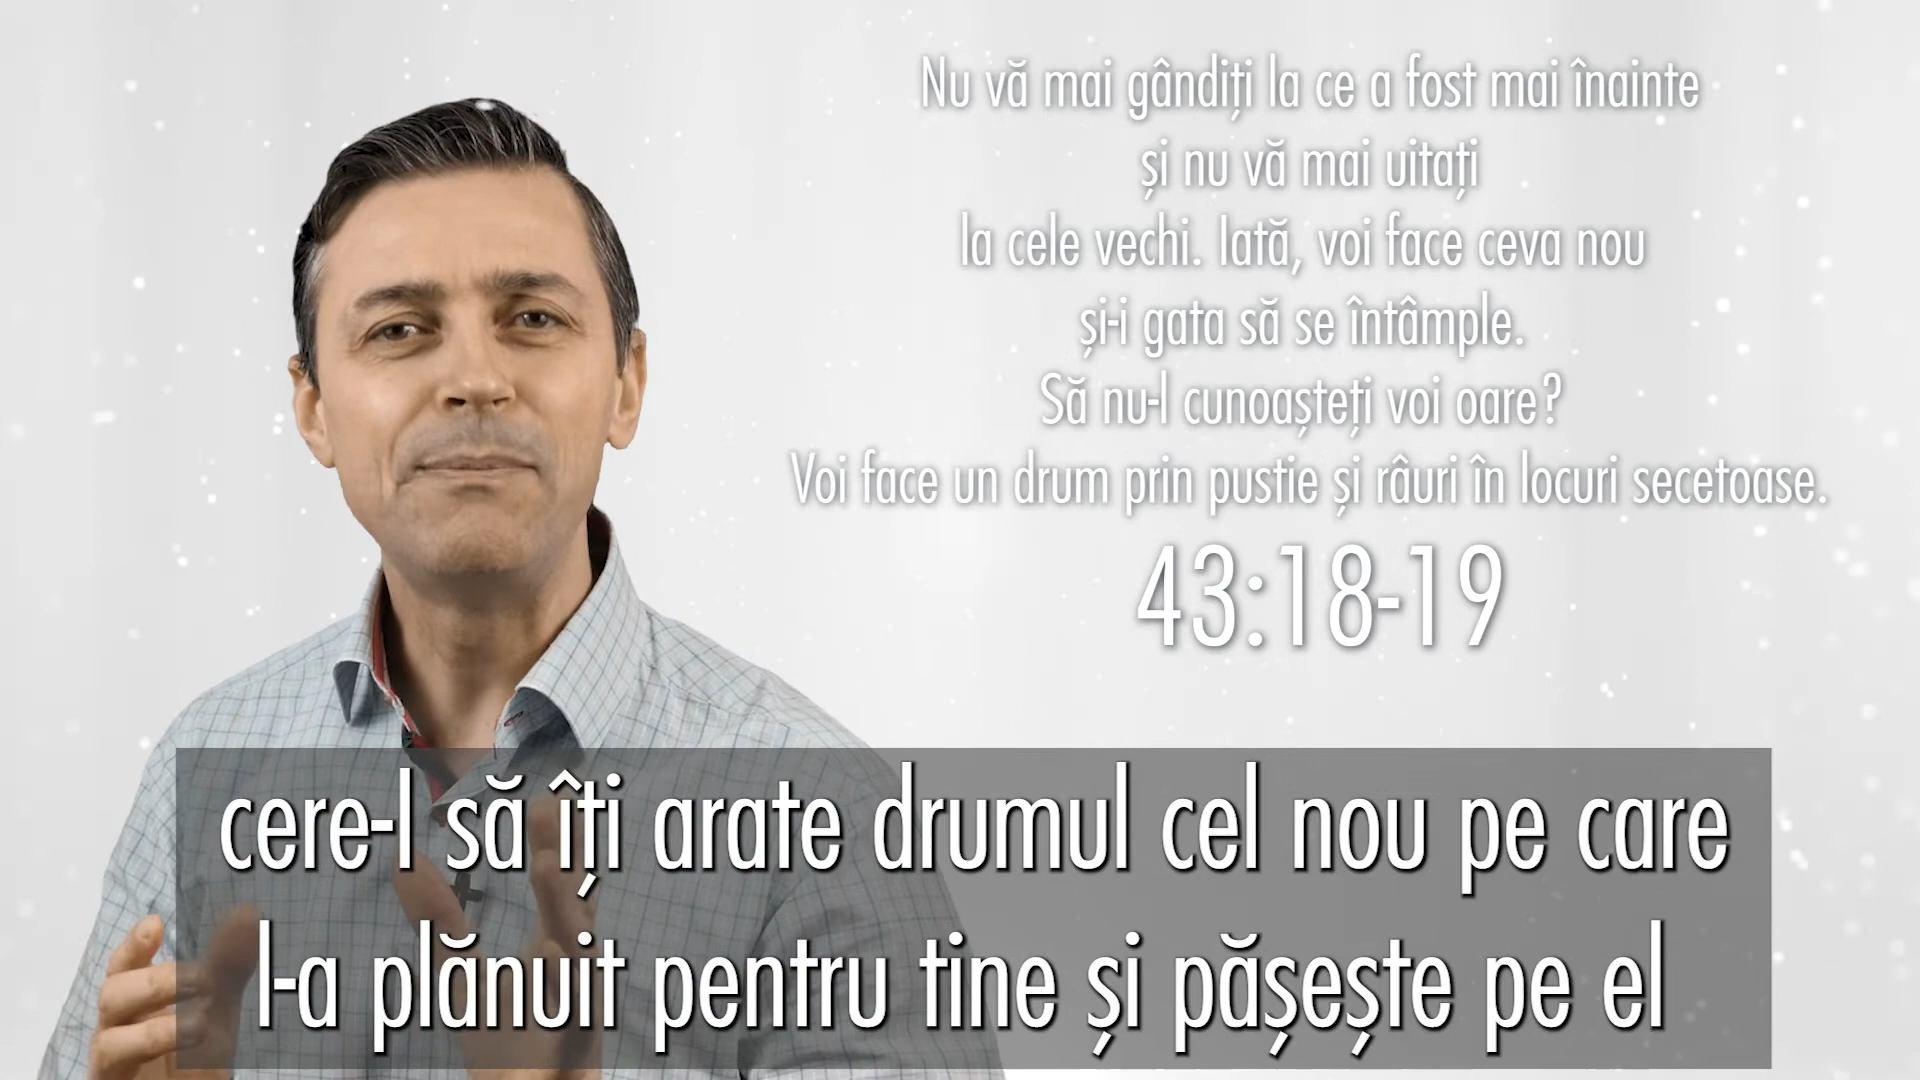 Nu vă mai gândiți la ce a fost mai înainte
și nu vă mai uitați
la cele vechi. Iată, voi face ceva nou
și-i gata să se întâmple.
Să nu-l cunoașteți voi oare?
Voi face un drum prin pustie și râuri în locuri secetoase.
43:18-19
cere-l să îți arate drumul cel nou pe care
l-a plănuit pentru tine și pășește pe el